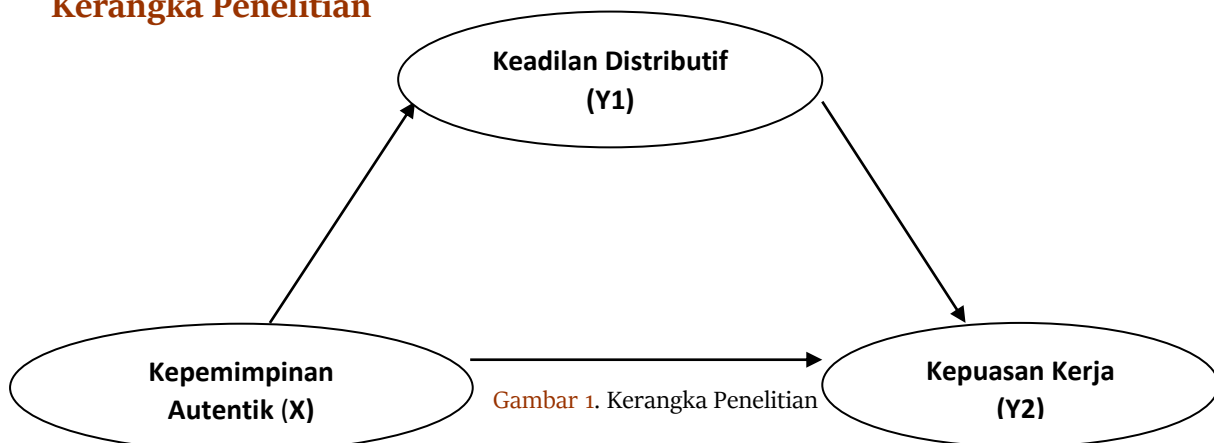 Kerangka Penelitian
Keadilan Distributif
(Y1)
Kepemimpinan
Autentik (X)
Gambar 1. Kerangka Penelitian
Kepuasan Kerja
(Y2)